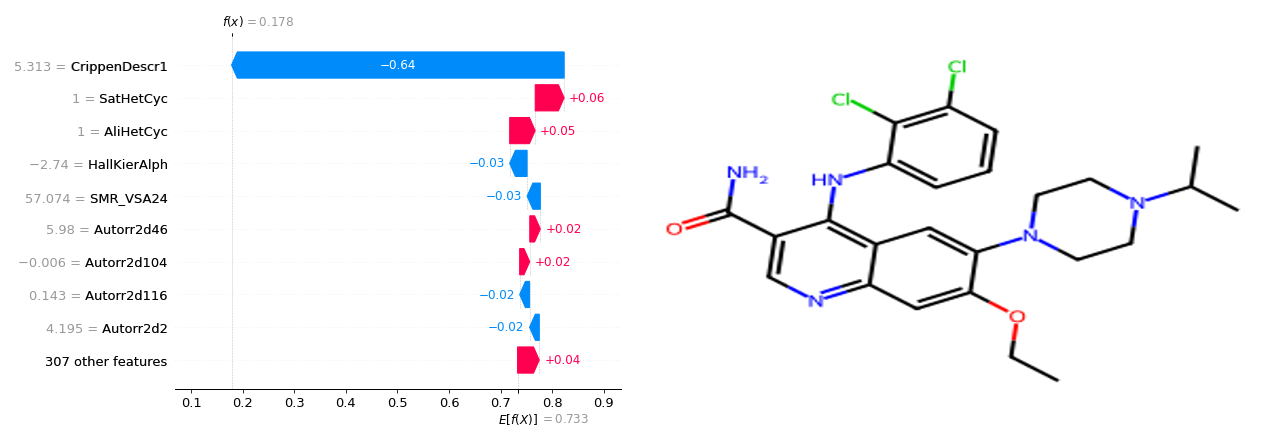 f(x) = 0.178
5.313 = CrippenDescr1
−0.64
1 = SatHetCyc
+0.06
1 = AliHetCyc
+0.05
−2.74 = HallKierAlph
−0.03
57.074 = SMR_VSA24
−0.03
5.98 = Autorr2d46
+0.02
−0.006 = Autorr2d104
+0.02
0.143 = Autorr2d116
−0.02
4.195 = Autorr2d2
−0.02
307 other features
+0.04
0.1 0.2 0.3 0.4 0.5 0.6 0.7 0.8 0.9
E[f(X)] = 0.733
Cl
Cl
NH₂
HN
O
N
N
N
O